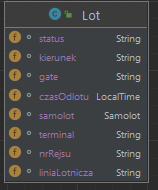 C Lot
f status String
f kierunek String
f gate String
f czasOdlotu LocalTime
f samolot Samolot
f terminal String
f nrRejsu String
f liniaLotnicza String